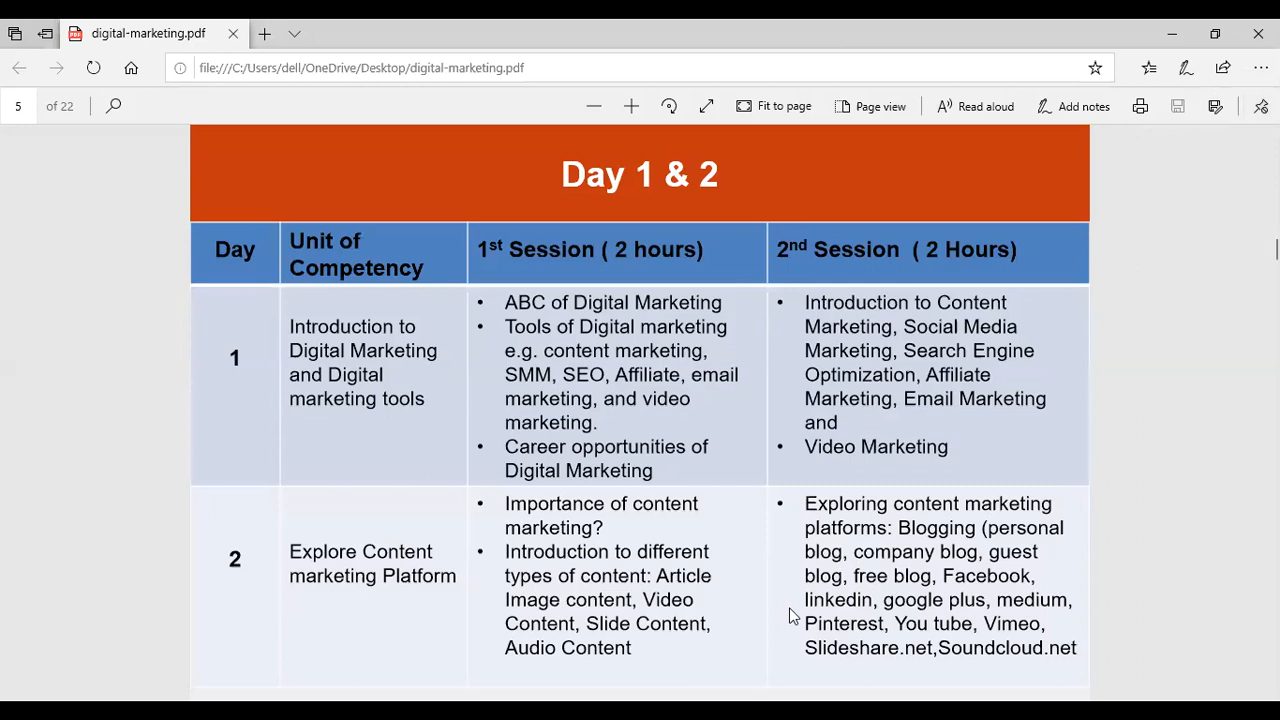 digital-marketing.pdf
file:///C:/Users/dell/OneDrive/Desktop/digital-marketing.pdf
5 of 22
Fit to page
Page view
Read aloud
Add notes
Day 1 & 2
Day
Unit of
Competency
1st Session ( 2 hours)
2nd Session ( 2 Hours)
1
Introduction to
Digital Marketing
and Digital
marketing tools
• ABC of Digital Marketing
• Tools of Digital marketing
e.g. content marketing,
SMM, SEO, Affiliate, email
marketing, and video
marketing.
• Career opportunities of
Digital Marketing
• Introduction to Content
Marketing, Social Media
Marketing, Search Engine
Optimization, Affiliate
Marketing, Email Marketing
and
• Video Marketing
2
Explore Content
marketing Platform
• Importance of content
marketing?
• Introduction to different
types of content: Article
Image content, Video
Content, Slide Content,
Audio Content
• Exploring content marketing
platforms: Blogging (personal
blog, company blog, guest
blog, free blog, Facebook,
linkedin, google plus, medium,
Pinterest, You tube, Vimeo,
Slideshare.net,Soundcloud.net